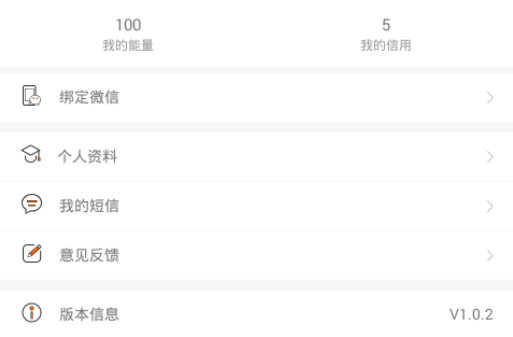 100 5
我的能量 我的信用
绑定微信
个人资料
我的短信
意见反馈
版本信息 V1.0.2